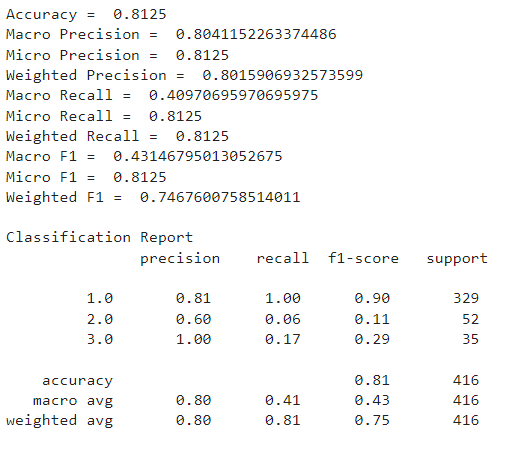 Accuracy =  0.8125
Macro Precision =  0.8041152263374486
Micro Precision =  0.8125
Weighted Precision =  0.8015906932573599
Macro Recall =  0.40970695970695975
Micro Recall =  0.8125
Weighted Recall =  0.8125
Macro F1 =  0.43146795013052675
Micro F1 =  0.8125
Weighted F1 =  0.7467600758514011

Classification Report
              precision    recall  f1-score   support

         1.0       0.81      1.00      0.90       329
         2.0       0.60      0.06      0.11        52
         3.0       1.00      0.17      0.29        35

    accuracy                           0.81       416
   macro avg       0.80      0.41      0.43       416
weighted avg       0.80      0.81      0.75       416